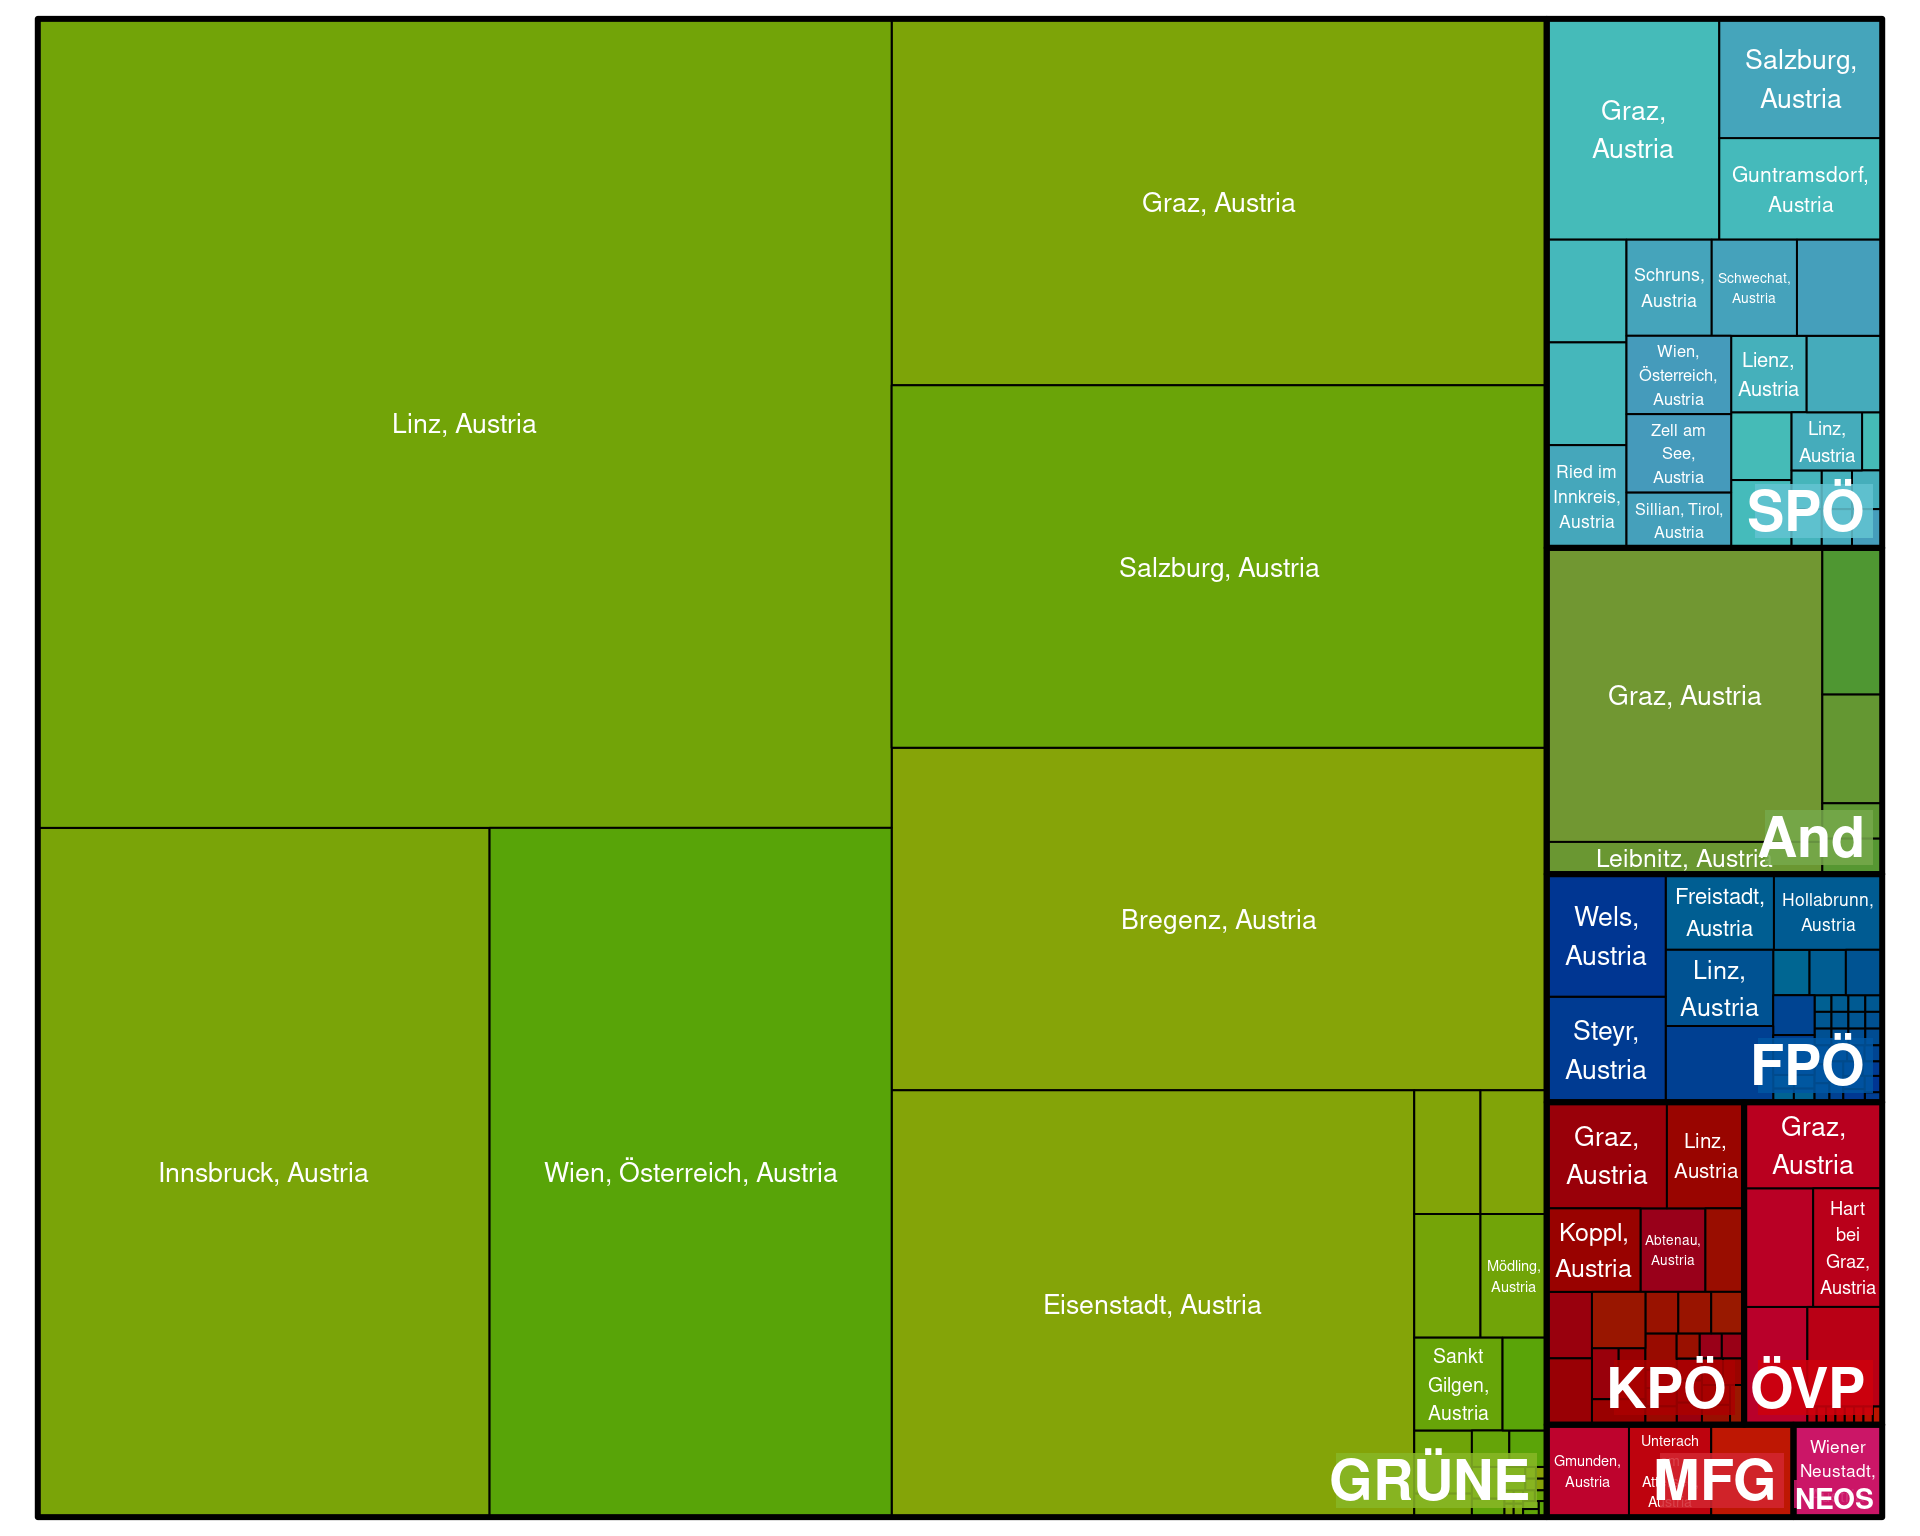 Linz, Austria
Innsbruck, Austria
Wien, Österreich, Austria
Graz, Austria
Salzburg, Austria
Bregenz, Austria
Eisenstadt, Austria
Mödling,
Austria
Sankt
Gilgen,
Austria
GRÜNE
Graz,
Austria
Salzburg,
Austria
Guntramsdorf,
Austria
Schruns,
Austria
Schwechat,
Austria
Wien,
Österreich,
Austria
Lienz,
Austria
Zell am
See,
Austria
Linz,
Austria
Ried im
Innkreis,
Austria
Sillian, Tirol,
Austria
SPÖ
Graz, Austria
Leibnitz, Austria
And
Wels,
Austria
Freistadt,
Austria
Hollabrunn,
Austria
Linz,
Austria
Steyr,
Austria
FPÖ
Graz,
Austria
Linz,
Austria
Koppl,
Austria
Abtenau,
Austria
KPÖ
Graz,
Austria
Hart
bei
Graz,
Austria
ÖVP
Gmunden,
Austria
Unterach
Austria
MFG
Wiener
Neustadt,
NEOS